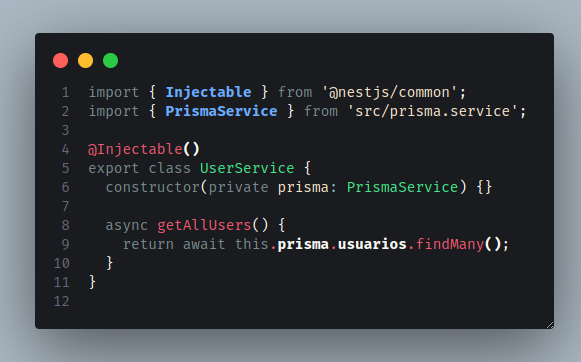 1 import { Injectable } from '@nestjs/common';
2 import { PrismaService } from 'src/prisma.service';
3
4 @Injectable()
5 export class UserService {
6   constructor(private prisma: PrismaService) {}
7
8   async getAllUsers() {
9     return await this.prisma.usuarios.findMany();
10   }
11 }
12